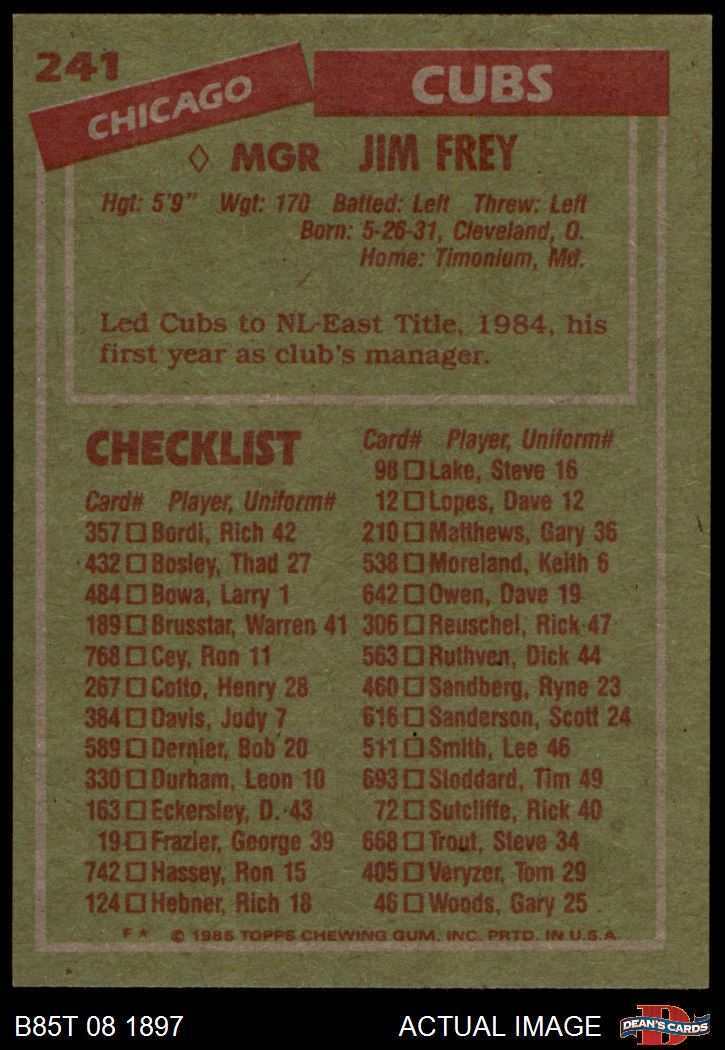 241
CHICAGO
CUBS
◊ MGR JIM FREY
Hgt: 5'9" Wgt: 170 Batted: Left Threw: Left
Born: 5-26-31, Cleveland, O.
Home: Timonium, Md.
Led Cubs to NL-East Title, 1984, his
first year as club's manager.
CHECKLIST
Card# Player, Uniform#
357 □ Bordi, Rich 42
432 □ Bosley, Thad 27
484 □ Bowa, Larry 1
189 □ Brusstar, Warren 41
768 □ Cey, Ron 11
267 □ Cotto, Henry 28
384 □ Davis, Jody 7
589 □ Dernier, Bob 20
330 □ Durham, Leon 10
163 □ Eckersley, D. 43
19 □ Frazier, George 39
742 □ Hassey, Ron 15
124 □ Hebner, Rich 18
Card# Player, Uniform#
98 □ Lake, Steve 16
12 □ Lopes, Dave 12
210 □ Matthews, Gary 36
538 □ Moreland, Keith 6
642 □ Owen, Dave 19
306 □ Reuschel, Rick 47
563 □ Ruthven, Dick 44
460 □ Sandberg, Ryne 23
616 □ Sanderson, Scott 24
511 □ Smith, Lee 46
693 □ Stoddard, Tim 49
72 □ Sutcliffe, Rick 40
668 □ Trout, Steve 34
405 □ Veryzer, Tom 29
46 □ Woods, Gary 25
F ★ © 1985 TOPPS CHEWING GUM, INC. PRTD. IN U.S.A.
B85T 08 1897
ACTUAL IMAGE
D
DEAN'S CARDS